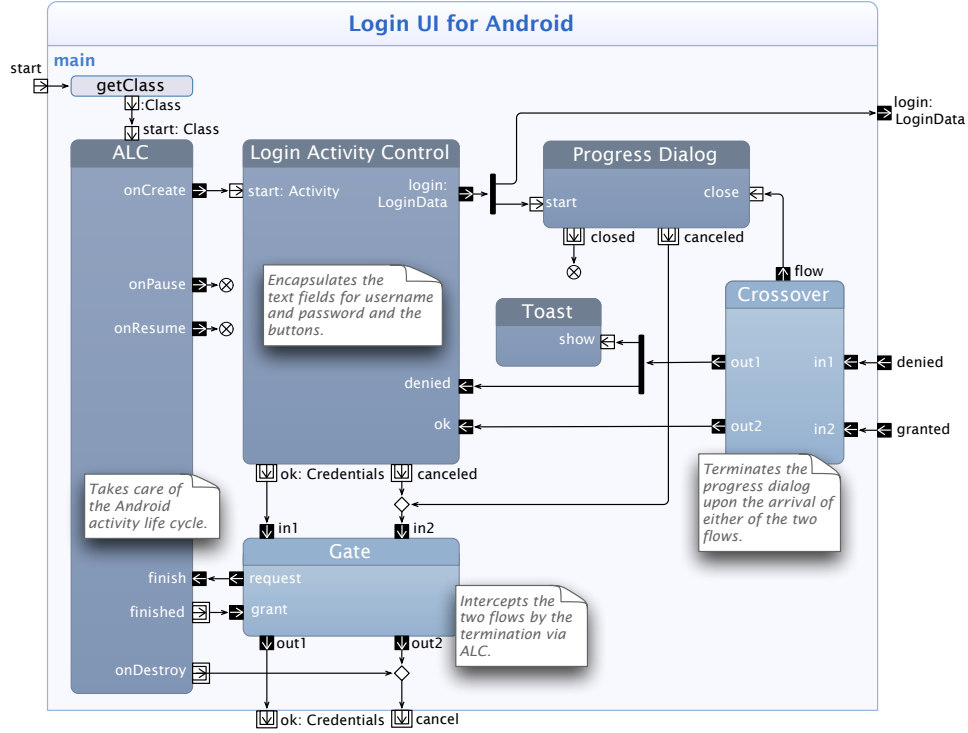 Login UI for Android
main
start
getClass
:Class
start: Class
ALC
onCreate
onPause
onResume
Takes care of
the Android
activity life cycle.
finish
finished
onDestroy
Login Activity Control
start: Activity
login:
LoginData
Encapsulates the
text fields for username
and password and the
buttons.
denied
ok
ok: Credentials
canceled
in1
in2
Gate
request
grant
out1
out2
Intercepts the
two flows by the
termination via
ALC.
ok: Credentials
cancel
Progress Dialog
start
close
closed
canceled
Toast
show
flow
Crossover
out1
in1
out2
in2
Terminates the
progress dialog
upon the arrival of
either of the two
flows.
login:
LoginData
denied
granted